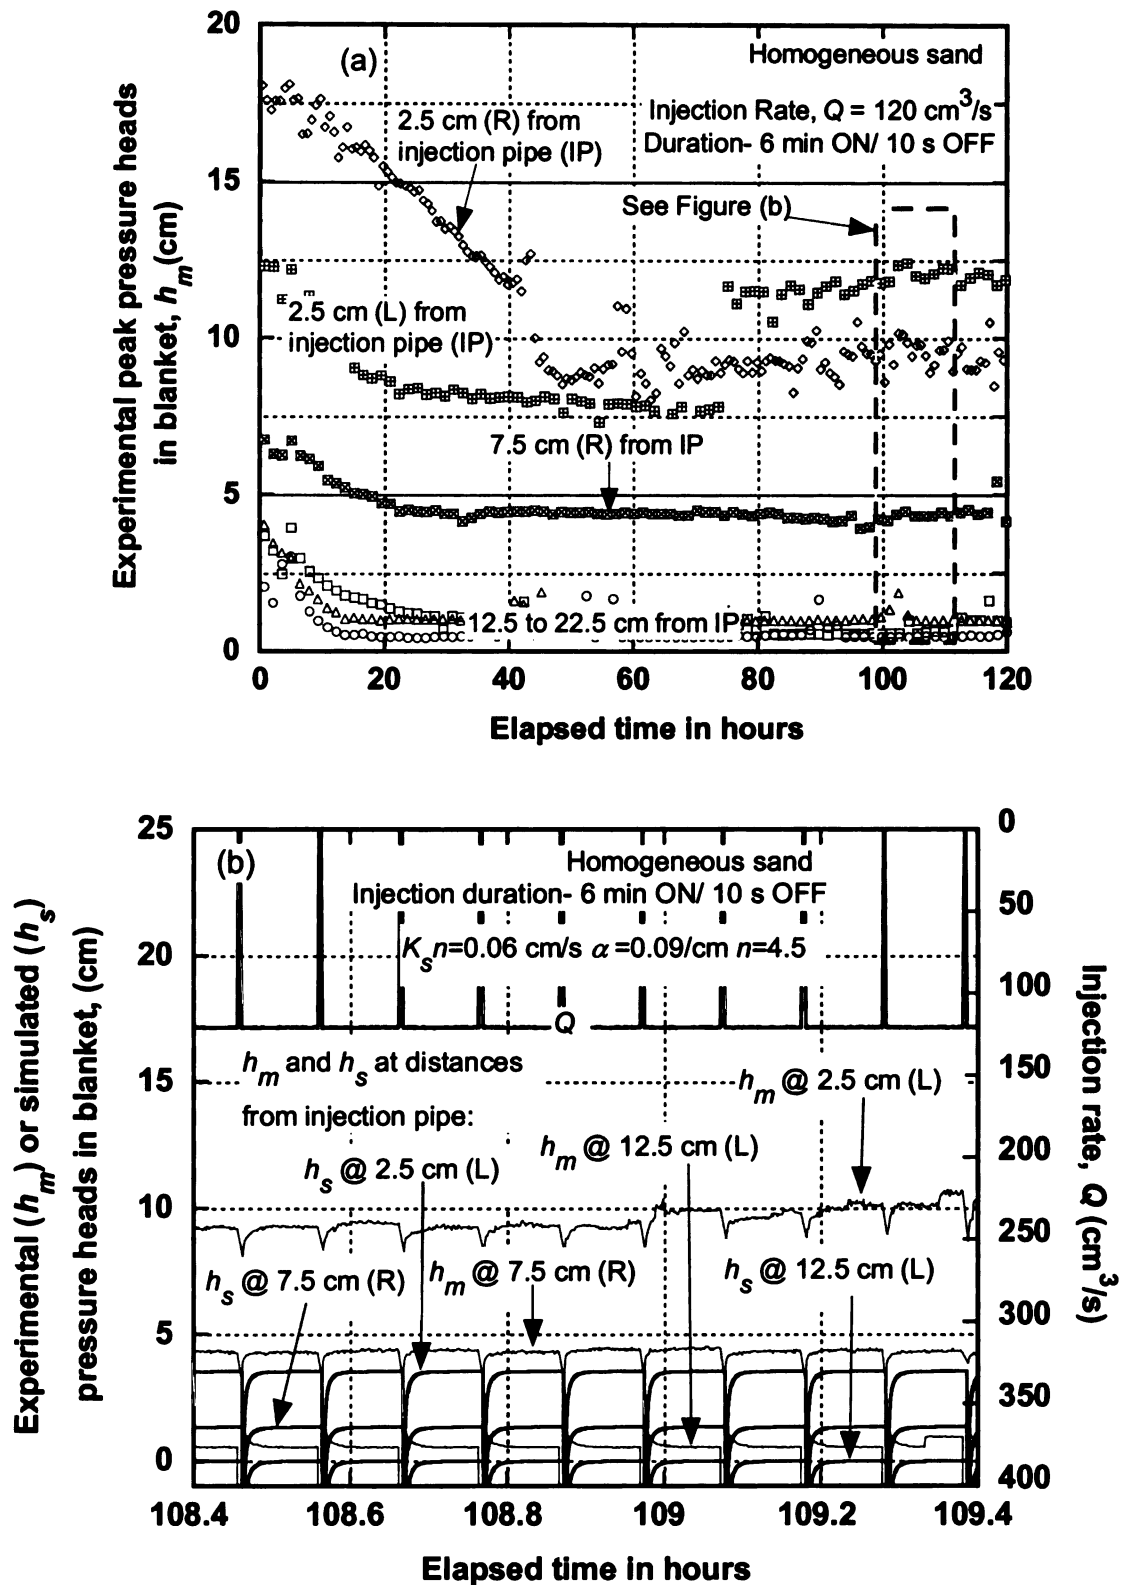 20
15
10
5
0
0
20
40
60
80
100
120
Experimental peak pressure heads
in blanket, hm(cm)
Elapsed time in hours
(a)
Homogeneous sand
Injection Rate, Q = 120 cm3/s
Duration- 6 min ON/ 10 s OFF
2.5 cm (R) from
injection pipe (IP)
See Figure (b)
2.5 cm (L) from
injection pipe (IP)
7.5 cm (R) from IP
12.5 to 22.5 cm from IP
25
20
15
10
5
0
108.4
108.6
108.8
109
109.2
109.4
0
50
100
150
200
250
300
350
400
Experimental (hm) or simulated (hs)
pressure heads in blanket, (cm)
Injection rate, Q (cm3/s)
Elapsed time in hours
(b)
Homogeneous sand
Injection duration- 6 min ON/ 10 s OFF
Ksn=0.06 cm/s α=0.09/cm n=4.5
Q
hm and hs at distances
from injection pipe:
hm @ 2.5 cm (L)
hm @ 12.5 cm (L)
hs @ 2.5 cm (L)
hs @ 7.5 cm (R)
hm @ 7.5 cm (R)
hs @ 12.5 cm (L)